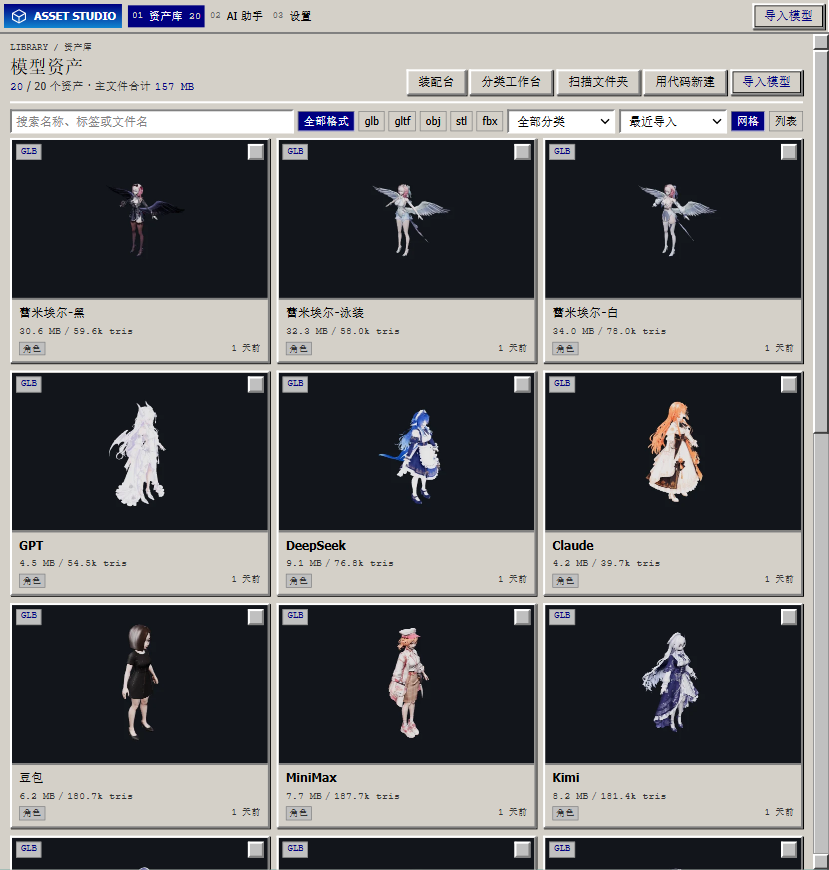 ASSET STUDIO 01 资产库 20 02 AI 助手 03 设置 导入模型
LIBRARY / 资产库
模型资产
20 / 20 个资产 · 主文件合计 157 MB
装配台 分类工作台 扫描文件夹 用代码新建 导入模型
搜索名称、标签或文件名 全部格式 glb gltf obj stl fbx 全部分类 最近导入 网格 列表
GLB GLB GLB
蕾米埃尔-黑 蕾米埃尔-泳装 蕾米埃尔-白
30.6 MB / 59.6k tris 32.3 MB / 58.0k tris 34.0 MB / 78.0k tris
角色 1 天前 角色 1 天前 角色 1 天前
GLB GLB GLB
GPT DeepSeek Claude
4.5 MB / 54.5k tris 9.1 MB / 76.8k tris 4.2 MB / 39.7k tris
角色 1 天前 角色 1 天前 角色 1 天前
GLB GLB GLB
豆包 MiniMax Kimi
6.2 MB / 180.7k tris 7.7 MB / 187.7k tris 8.2 MB / 181.4k tris
角色 1 天前 角色 1 天前 角色 1 天前
GLB GLB GLB